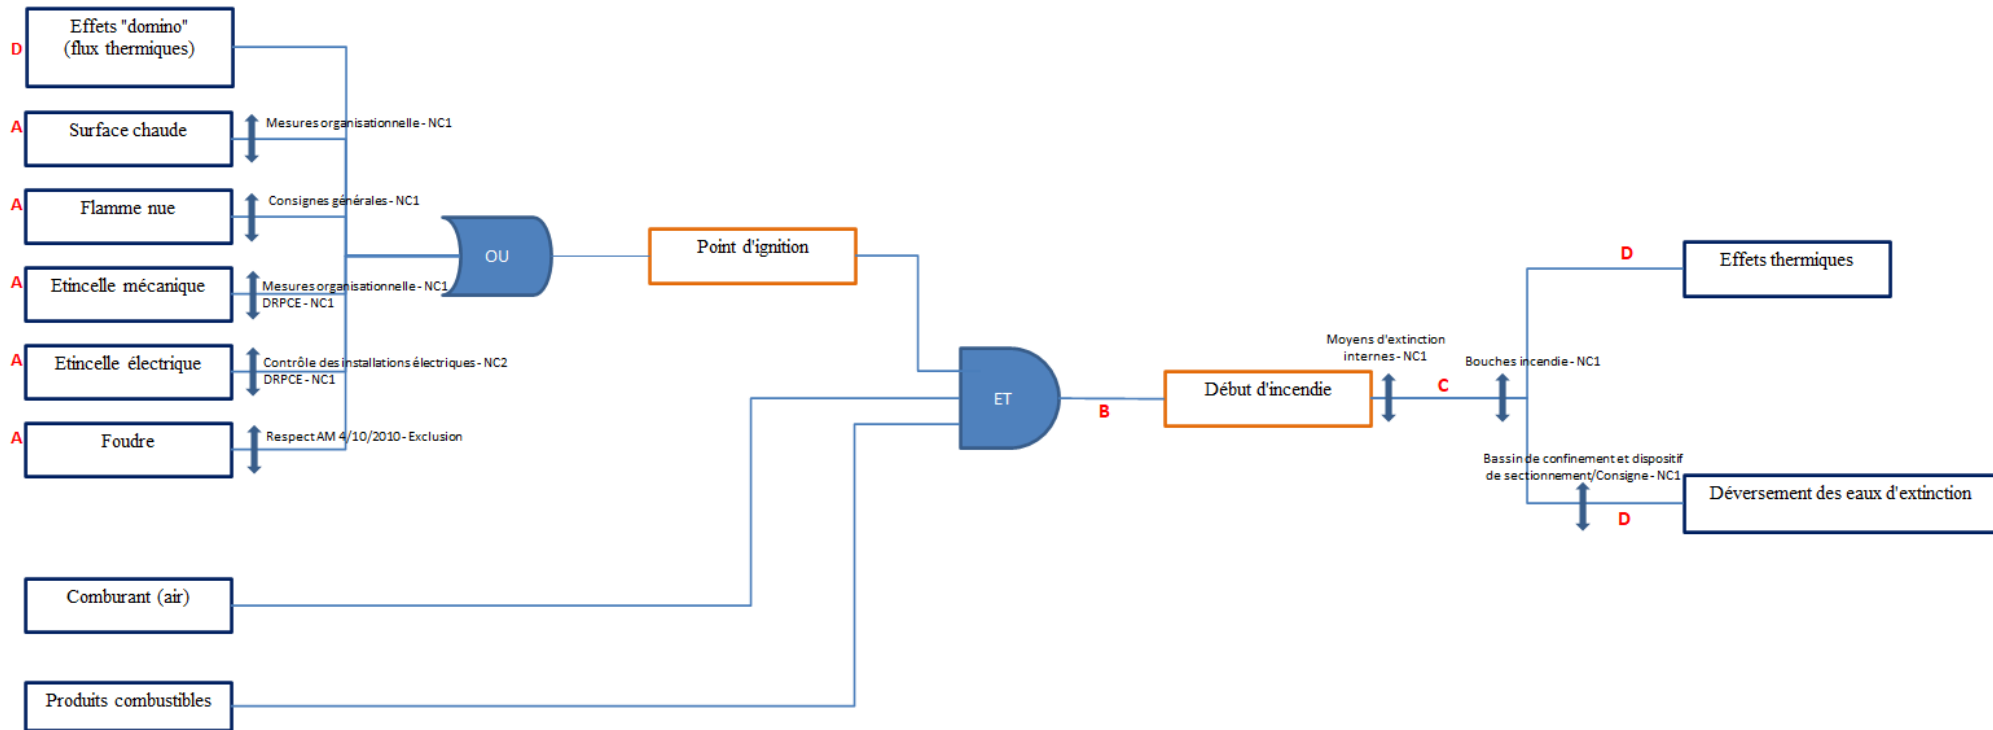 Effets "domino"
(flux thermiques)
D
Surface chaude
A
Mesures organisationnelle - NC1
Flamme nue
A
Consignes générales - NC1
Etincelle mécanique
A
Mesures organisationnelle - NC1
DRPCE - NC1
Etincelle électrique
A
Contrôle des installations électriques - NC2
DRPCE - NC1
Foudre
A
Respect AM 4/10/2010 - Exclusion
Comburant (air)
Produits combustibles
OU
Point d'ignition
ET
B
Début d'incendie
Moyens d'extinction
internes - NC1
C
Bouches incendie - NC1
D
Effets thermiques
Bassin de confinement et dispositif
de sectionnement/Consigne - NC1
D
Déversement des eaux d'extinction